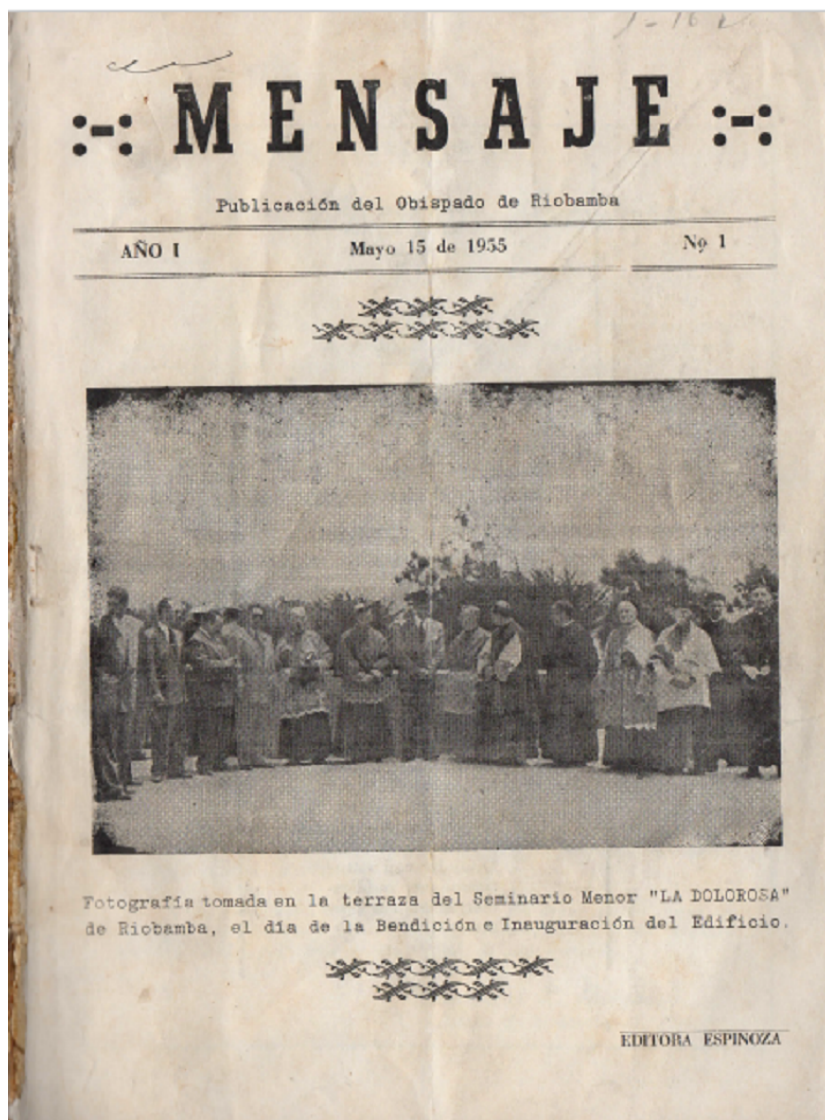 :-: MENSAJE :-:
Publicación del Obispado de Riobamba
AÑO I Mayo 15 de 1955 No 1
Fotografía tomada en la terraza del Seminario Menor "LA DOLOROSA"
de Riobamba, el día de la Bendición e Inauguración del Edificio.
EDITORA ESPINOZA